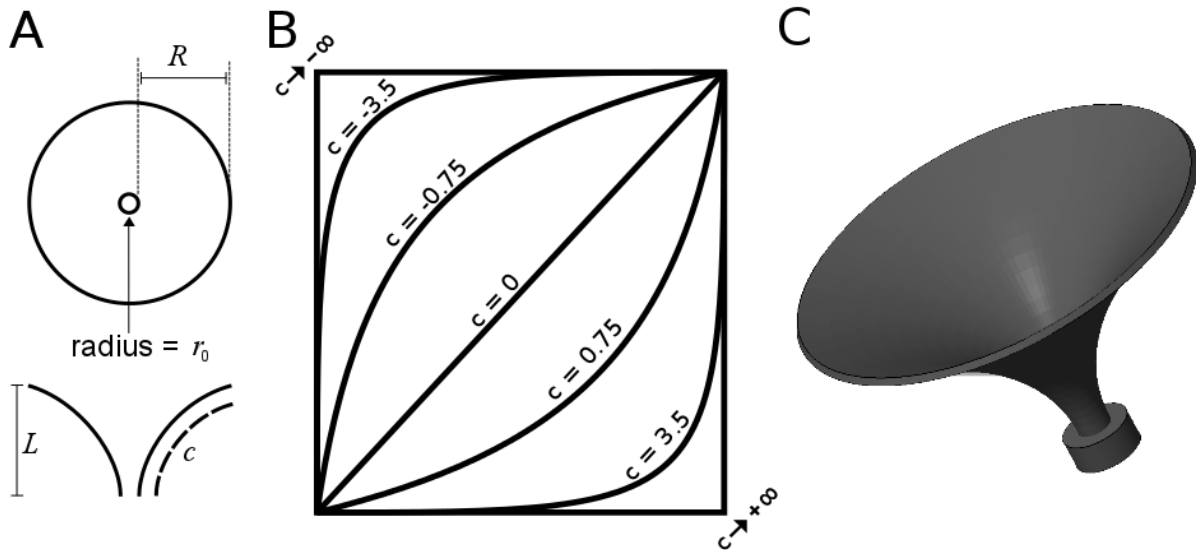 A
R
radius = r₀
L
c
B
c→ -∞
c = -3.5
c = -0.75
c = 0
c = 0.75
c = 3.5
c→ +∞
C